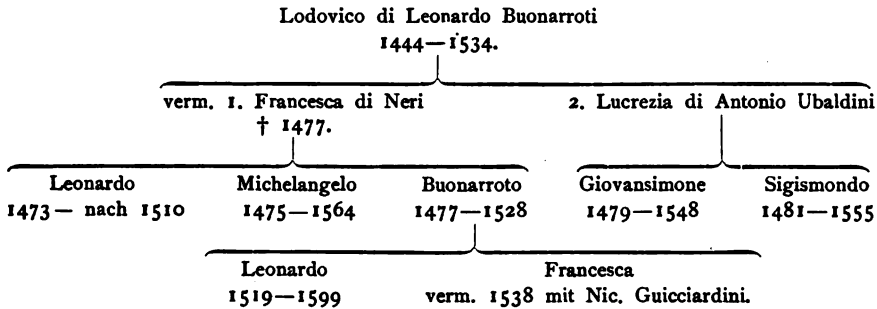 Lodovico di Leonardo Buonarroti
1444—1534.
verm. 1. Francesca di Neri 2. Lucrezia di Antonio Ubaldini
† 1477.
Leonardo Michelangelo Buonarroto Giovansimone Sigismondo
1473— nach 1510 1475—1564 1477—1528 1479—1548 1481—1555
Leonardo Francesca
1519—1599 verm. 1538 mit Nic. Guicciardini.